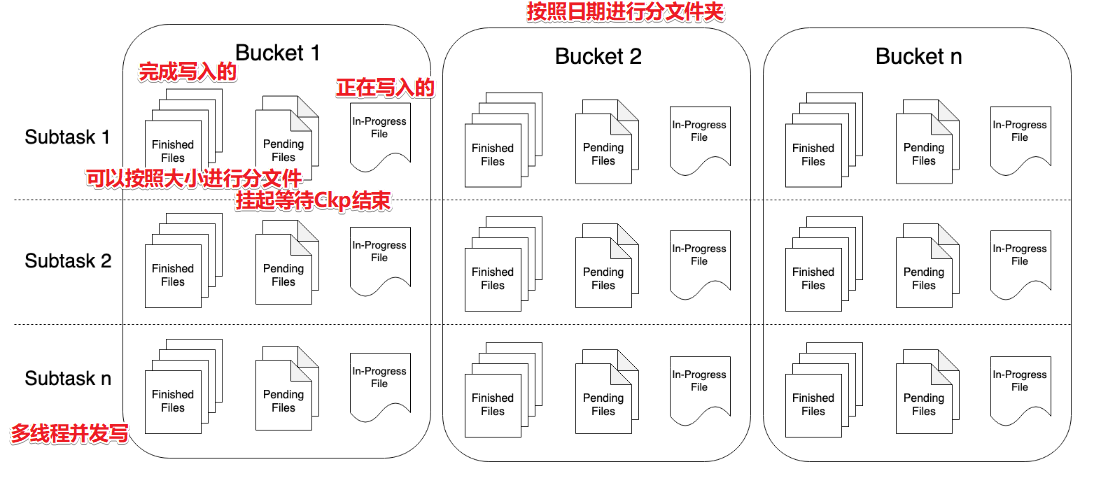 按照日期进行分文件夹
Bucket 1
Bucket 2
Bucket n
完成写入的
正在写入的
Subtask 1
Finished
Files
Pending
Files
In-Progress
File
Finished
Files
Pending
Files
In-Progress
File
Finished
Files
Pending
Files
In-Progress
File
可以按照大小进行分文件
挂起等待Ckp结束
Subtask 2
Finished
Files
Pending
Files
In-Progress
File
Finished
Files
Pending
Files
In-Progress
File
Finished
Files
Pending
Files
In-Progress
File
Subtask n
Finished
Files
Pending
Files
In-Progress
File
Finished
Files
Pending
Files
In-Progress
File
Finished
Files
Pending
Files
In-Progress
File
多线程并发写